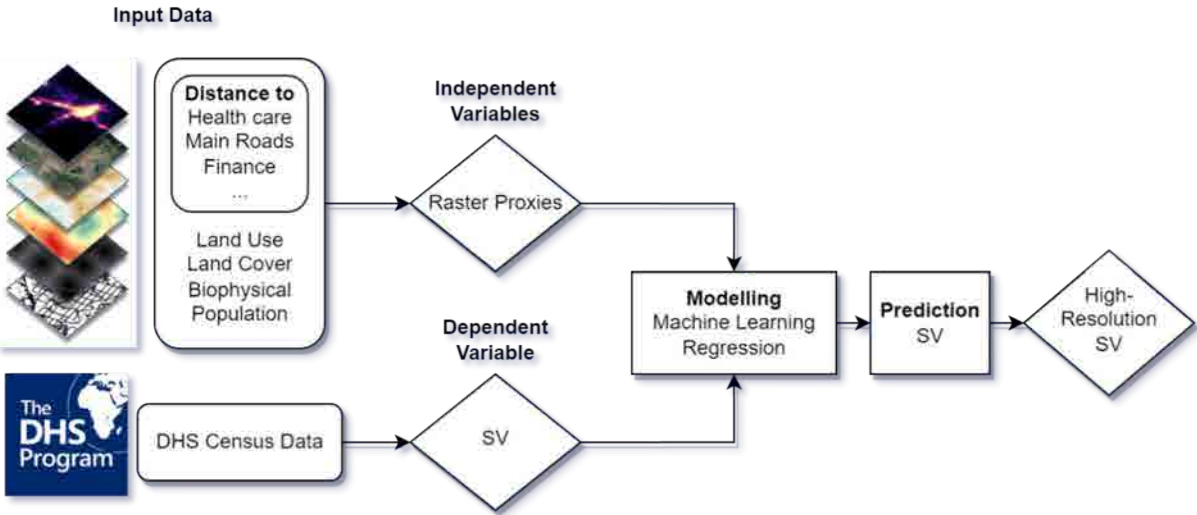 Input Data
Distance to
Health care
Main Roads
Finance
...
Land Use
Land Cover
Biophysical
Population
Independent
Variables
Raster Proxies
Modelling
Machine Learning
Regression
Prediction
SV
High-
Resolution
SV
The
DHS
Program
DHS Census Data
Dependent
Variable
SV